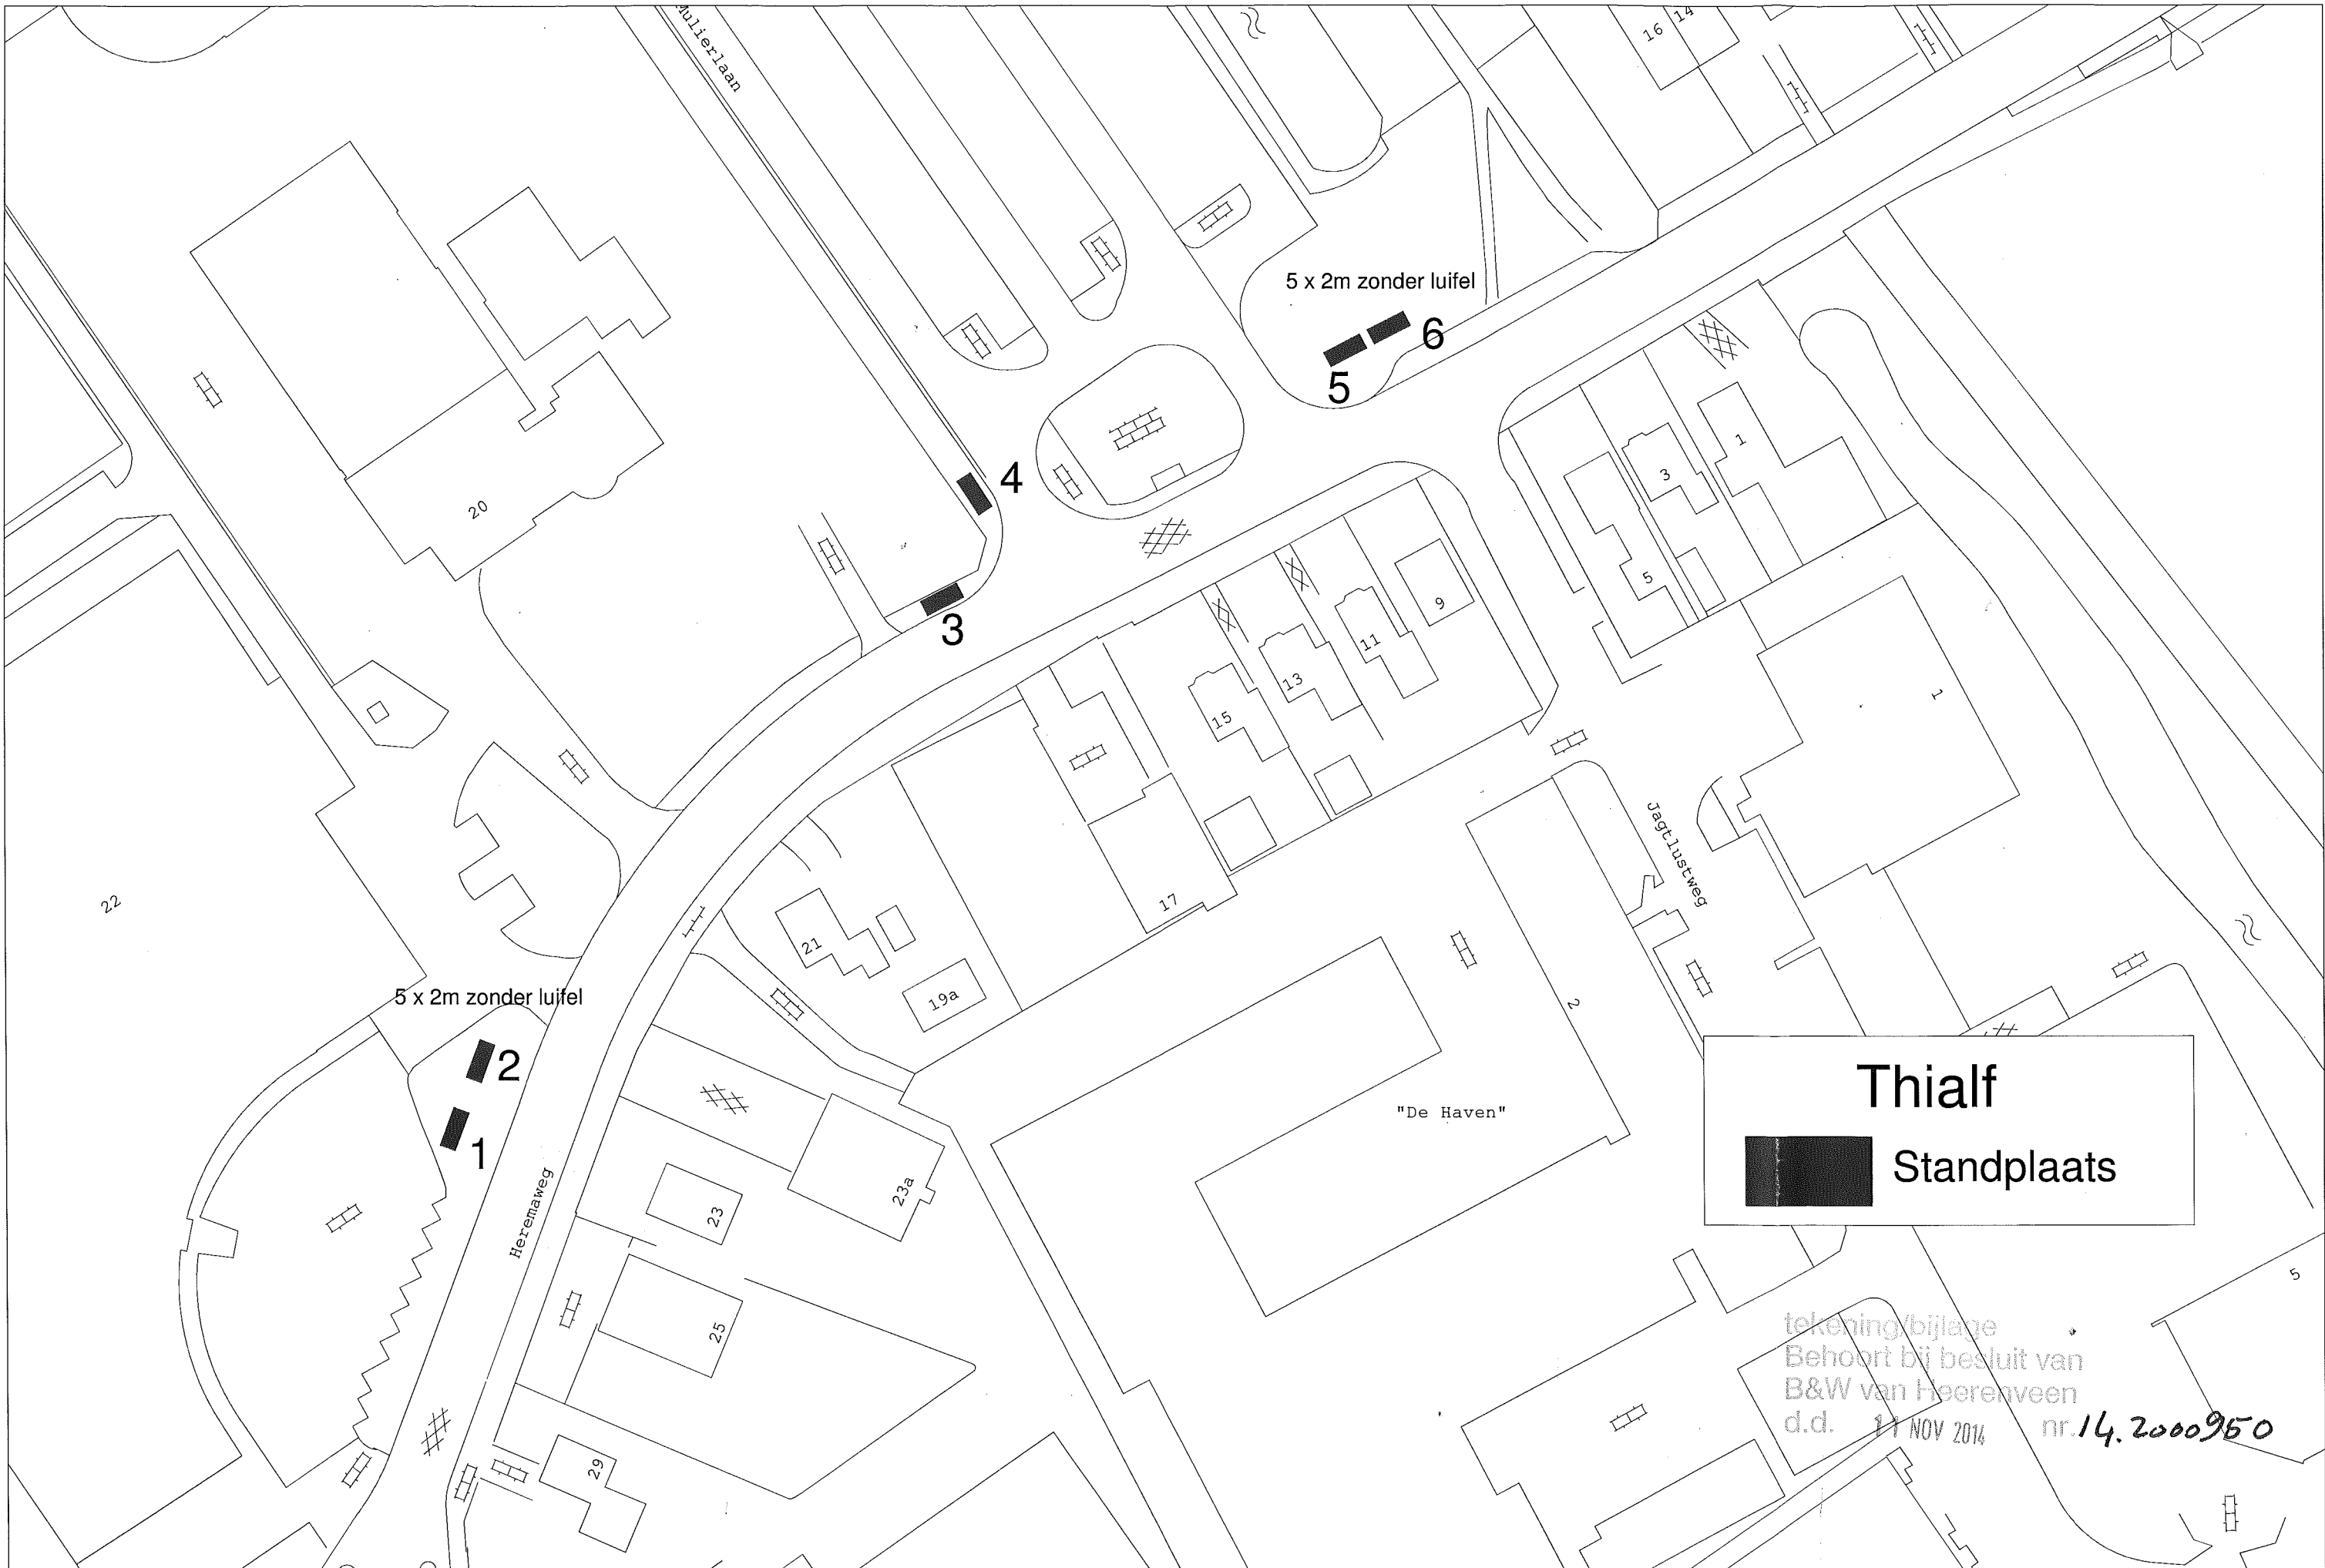 Mulierlaan
16
14
5 x 2m zonder luifel
6
5
4
3
20
1
3
5
9
11
13
15
17
1
Jagtlustweg
22
21
19a
2
5 x 2m zonder luifel
2
1
Heremaweg
23
23a
25
29
"De Haven"
Thialf
Standplaats
5
tekening/bijlage
Behoort bij besluit van
B&W van Heerenveen
d.d. 11 NOV 2014 nr. 14.2000950